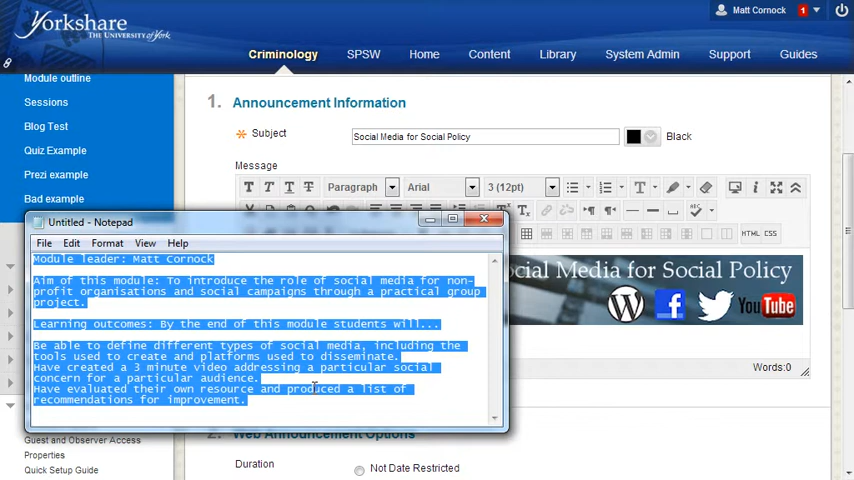 Yorkshare
THE UNIVERSITY of York
Matt Cornock 1
Criminology SPSW Home Content Library System Admin Support Guides
Module outline
Sessions
Blog Test
Quiz Example
Prezi example
Bad example
Guest and Observer Access
Properties
Quick Setup Guide
1. Announcement Information
Subject Social Media for Social Policy Black
Message
T T T T Paragraph Arial 3 (12pt) T
HTML CSS
Social Media for Social Policy
You Tube
Words:0
2. Web Announcement Options
Duration Not Date Restricted
Untitled - Notepad
File Edit Format View Help
Module leader: Matt Cornock
Aim of this module: To introduce the role of social media for non-
profit organisations and social campaigns through a practical group
project.
Learning outcomes: By the end of this module students will...
Be able to define different types of social media, including the
tools used to create and platforms used to disseminate.
Have created a 3 minute video addressing a particular social
concern for a particular audience.
Have evaluated their own resource and produced a list of
recommendations for improvement.